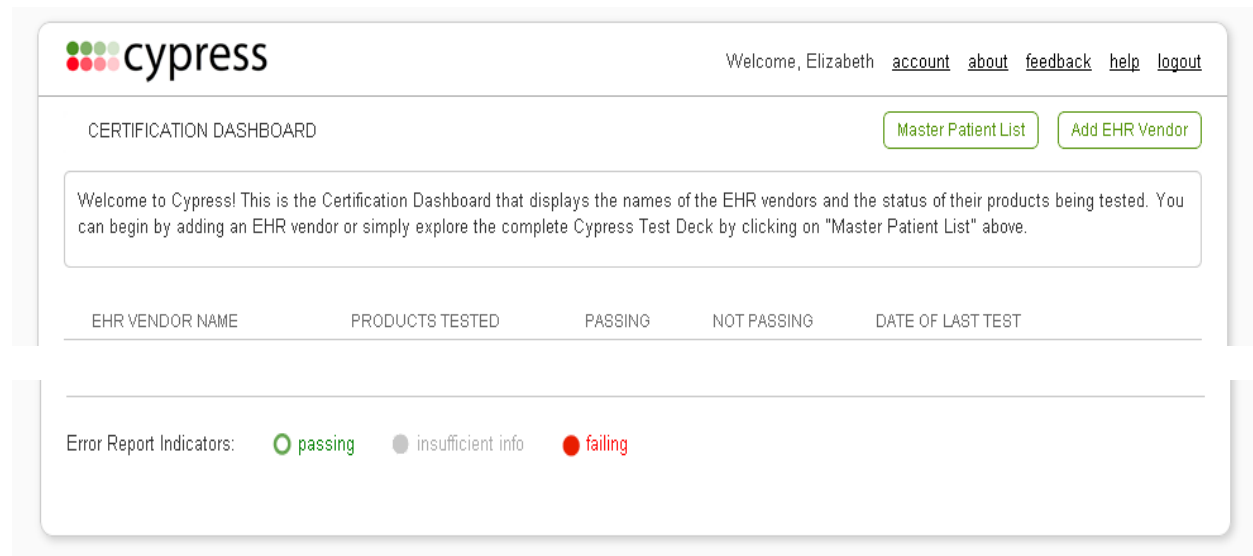 cypress
Welcome, Elizabeth account about feedback help logout
CERTIFICATION DASHBOARD Master Patient List Add EHR Vendor
Welcome to Cypress! This is the Certification Dashboard that displays the names of the EHR vendors and the status of their products being tested. You
can begin by adding an EHR vendor or simply explore the complete Cypress Test Deck by clicking on "Master Patient List" above.
EHR VENDOR NAME PRODUCTS TESTED PASSING NOT PASSING DATE OF LAST TEST
Error Report Indicators: passing insufficient info failing